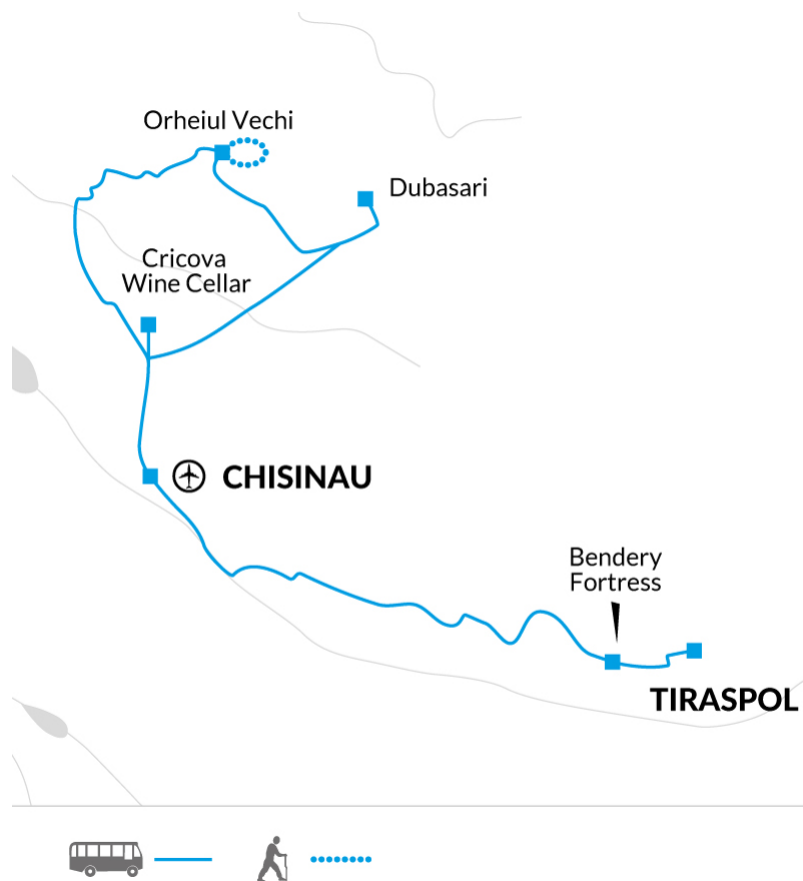 Orheiul Vechi
Dubasari
Cricova
Wine Cellar
CHISINAU
Bendery
Fortress
TIRASPOL